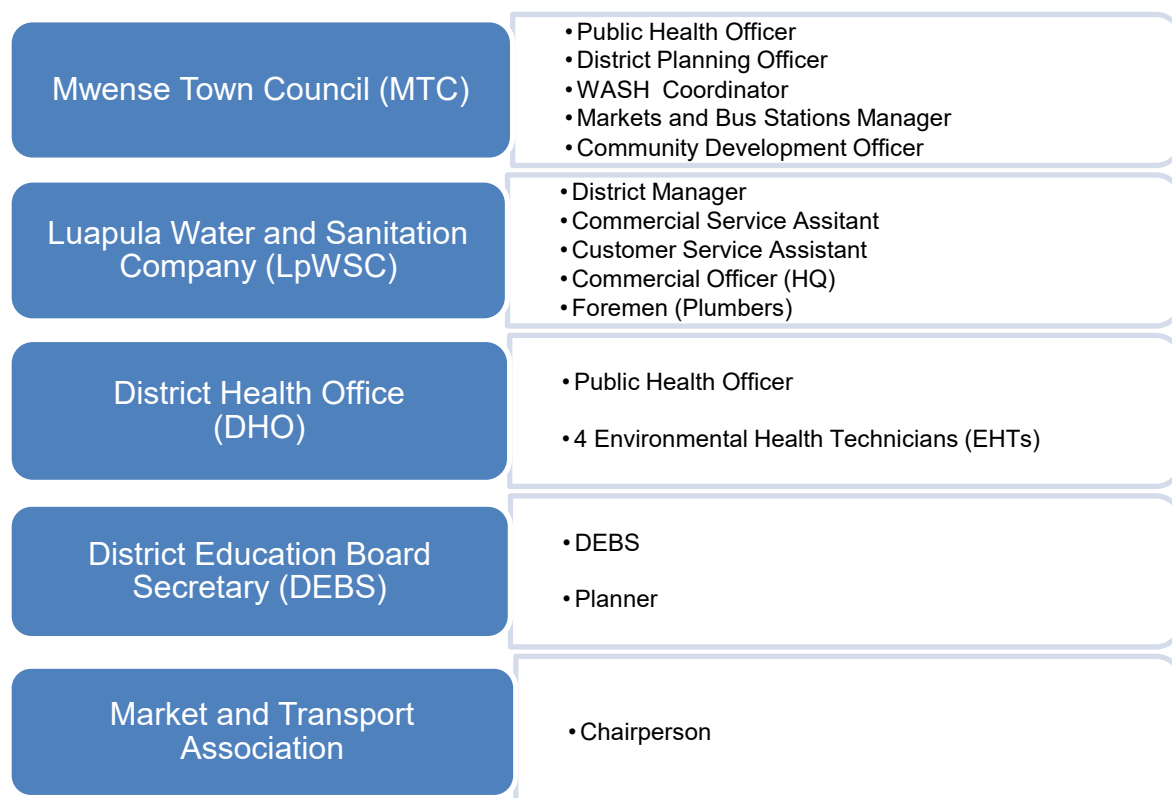 Mwense Town Council (MTC)
• Public Health Officer
• District Planning Officer
• WASH Coordinator
• Markets and Bus Stations Manager
• Community Development Officer
Luapula Water and Sanitation
Company (LpWSC)
• District Manager
• Commercial Service Assitant
• Customer Service Assistant
• Commercial Officer (HQ)
• Foremen (Plumbers)
District Health Office
(DHO)
• Public Health Officer
• 4 Environmental Health Technicians (EHTs)
District Education Board
Secretary (DEBS)
• DEBS
• Planner
Market and Transport
Association
• Chairperson